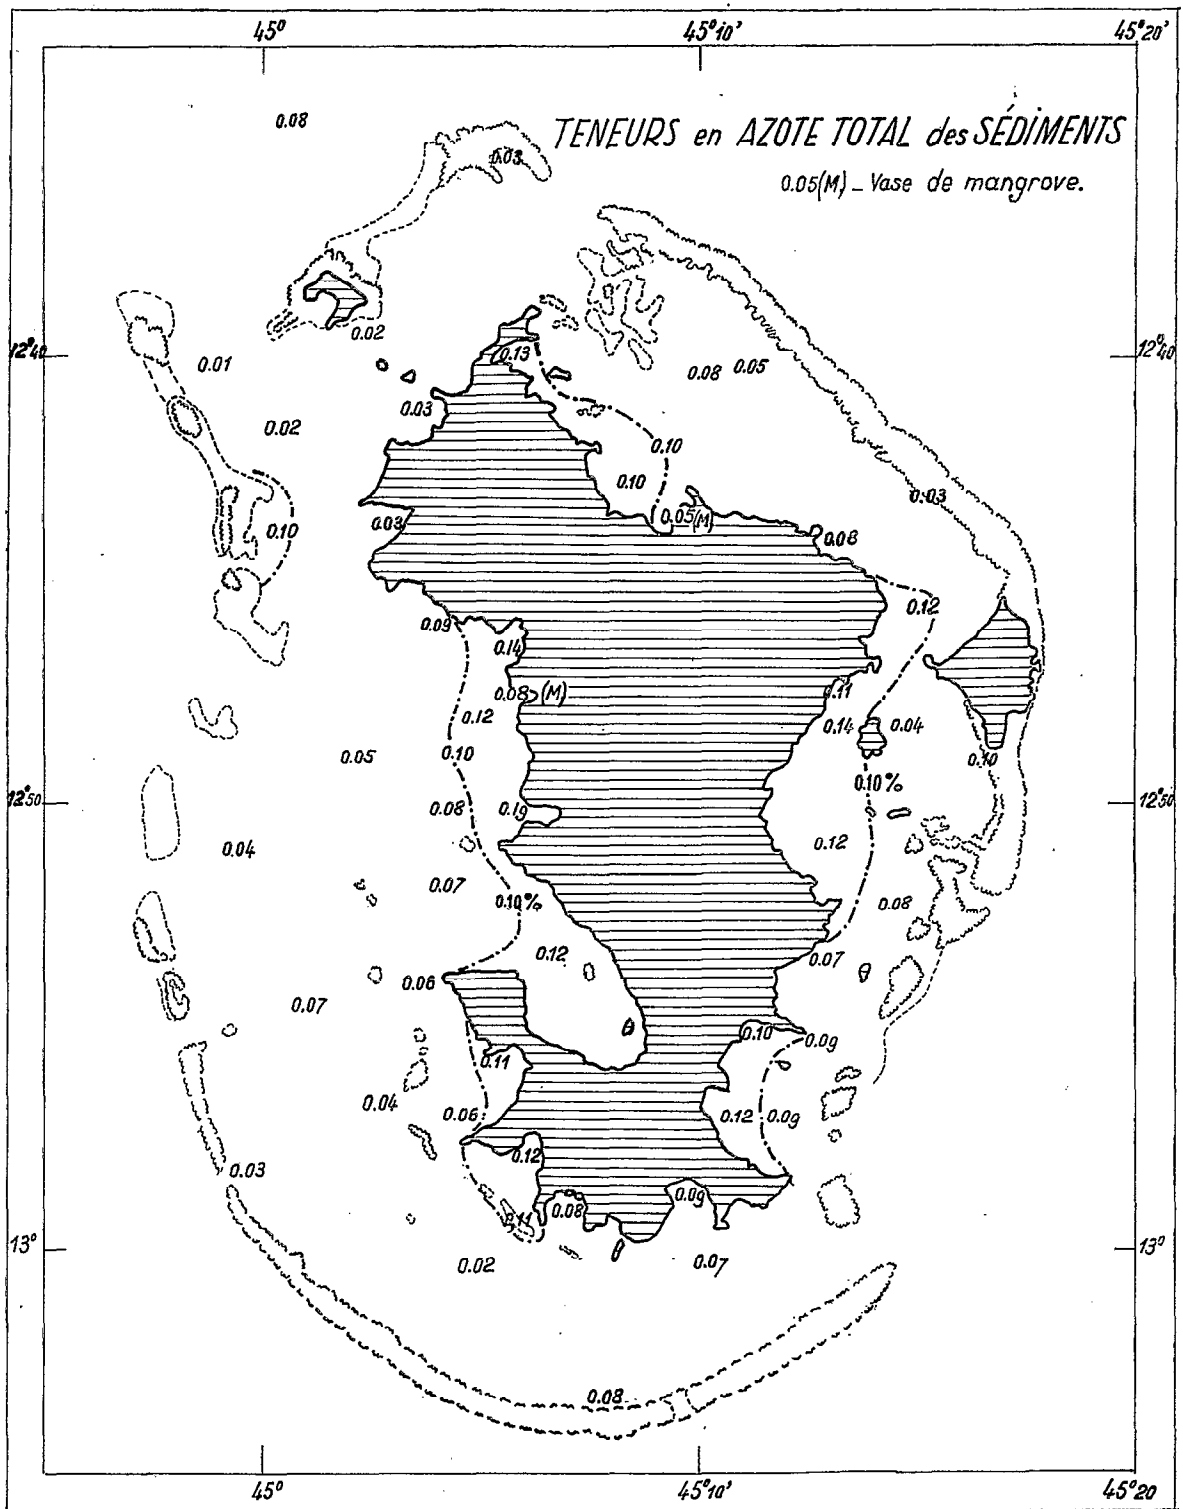 45° 45°10' 45°20'
0.08
TENEURS en AZOTE TOTAL des SÉDIMENTS
0.03
0.05(M) _ Vase de mangrove.
0.02
12°40 12°40
0.13
0.01 0.08 0.05
0.03
0.02
0.10
0.10
0.03
0.03 0.05(M)
0.10 0.08
0.12
0.09
0.14
0.08 (M) 0.11
0.12 0.14 0.04
0.05 0.10 0.10
0.10%
12°50 0.08 0.19 12°50
0.04 0.12
0.07
0.10% 0.08
0.12 0.07
0.06
0.07
0.10 0.09
0.11
0.04 0.06 0.12 0.09
0.03 0.12
0.09
0.11 0.08
13° 13°
0.02 0.07
0.08
45° 45°10' 45°20